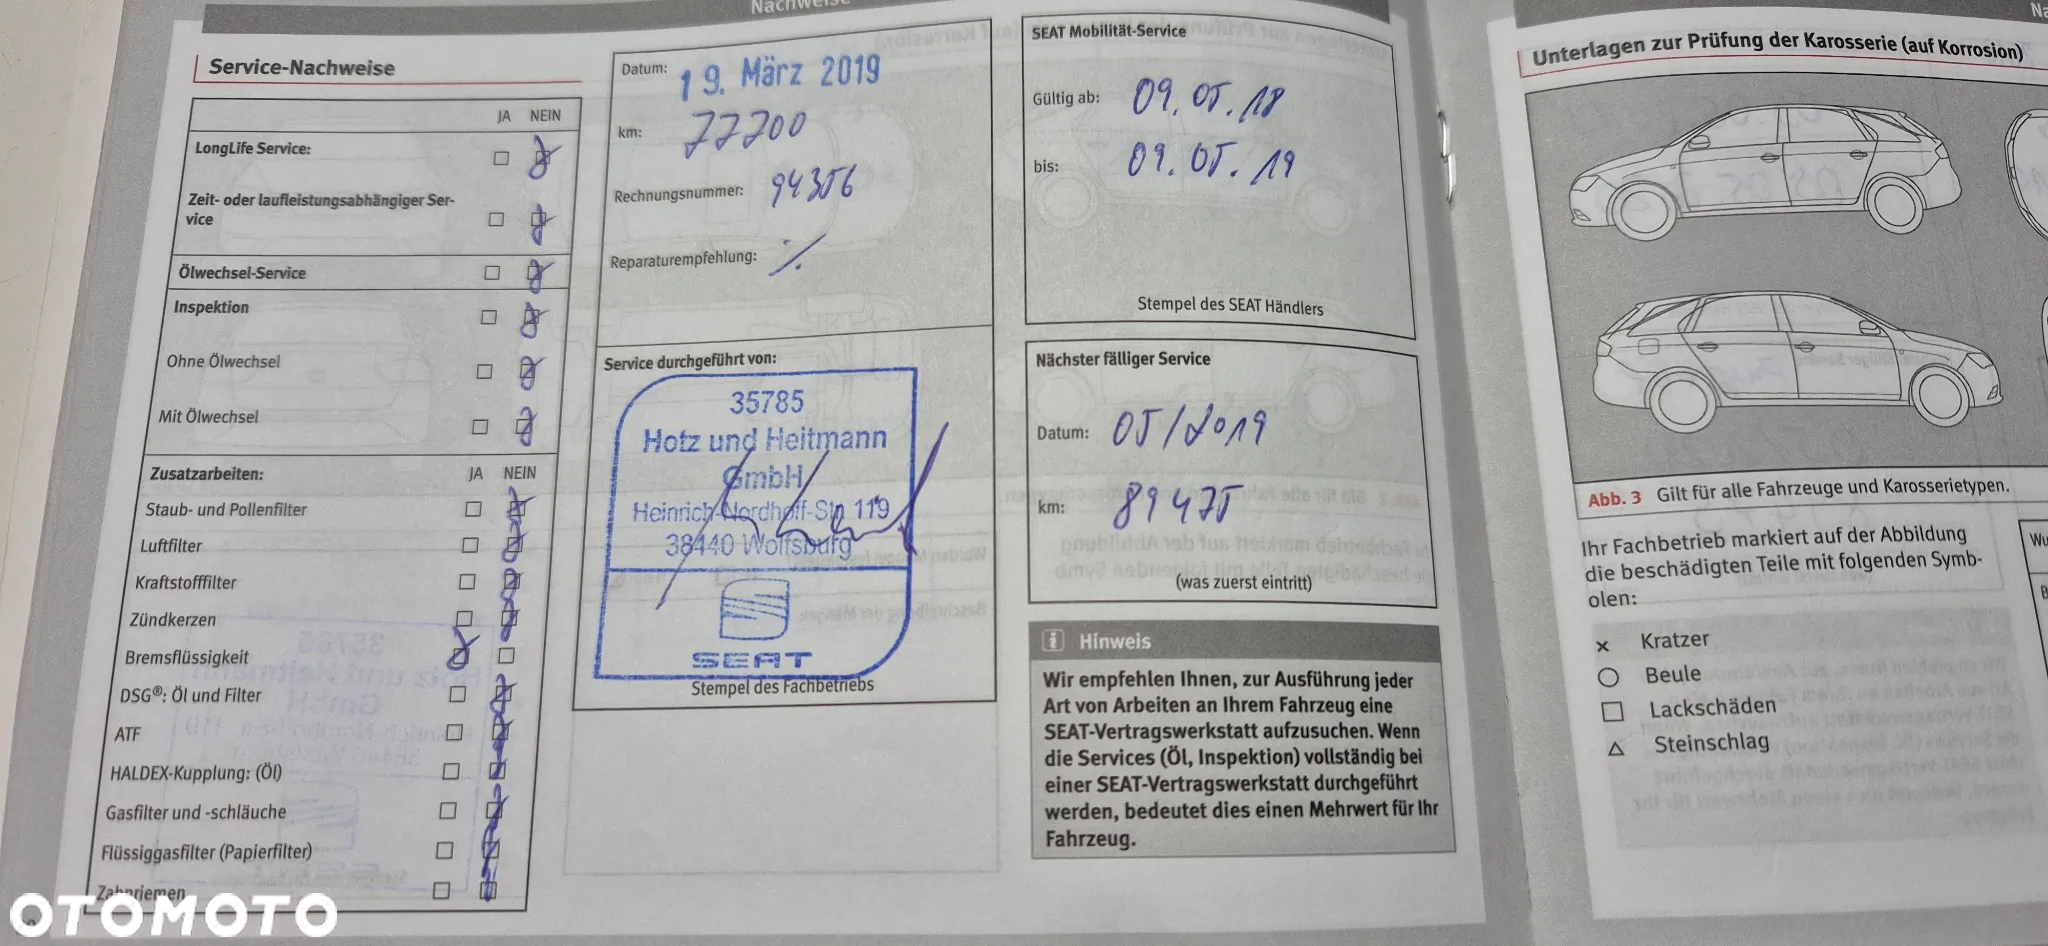 Nachweise
Service-Nachweise
JA NEIN
LongLife Service:
Zeit- oder laufleistungsabhängiger Ser-
vice
Ölwechsel-Service
Inspektion
Ohne Ölwechsel
Mit Ölwechsel
Zusatzarbeiten: JA NEIN
Staub- und Pollenfilter
Luftfilter
Kraftstofffilter
Zündkerzen
Bremsflüssigkeit
DSG®: Öl und Filter
ATF
HALDEX-Kupplung: (Öl)
Gasfilter und -schläuche
Flüssiggasfilter (Papierfilter)
Zahnriemen
Datum: 19. März 2019
km: 77700
Rechnungsnummer: 94356
Reparaturempfehlung: ./.
Service durchgeführt von:
35785
Hotz und Heitmann
GmbH
Heinrich-Nordhoff-Str. 119
38440 Wolfsburg
SEAT
Stempel des Fachbetriebs
SEAT Mobilität-Service
Gültig ab: 09.05.18
bis: 09.05.19
Stempel des SEAT Händlers
Nächster fälliger Service
Datum: 05/2019
km: 89475
(was zuerst eintritt)
i Hinweis
Wir empfehlen Ihnen, zur Ausführung jeder
Art von Arbeiten an Ihrem Fahrzeug eine
SEAT-Vertragswerkstatt aufzusuchen. Wenn
die Services (Öl, Inspektion) vollständig bei
einer SEAT-Vertragswerkstatt durchgeführt
werden, bedeutet dies einen Mehrwert für Ihr
Fahrzeug.
Unterlagen zur Prüfung der Karosserie (auf Korrosion)
Abb. 3 Gilt für alle Fahrzeuge und Karosserietypen.
Ihr Fachbetrieb markiert auf der Abbildung
die beschädigten Teile mit folgenden Symb-
olen:
Kratzer
Beule
Lackschäden
Steinschlag
OTOMOTO